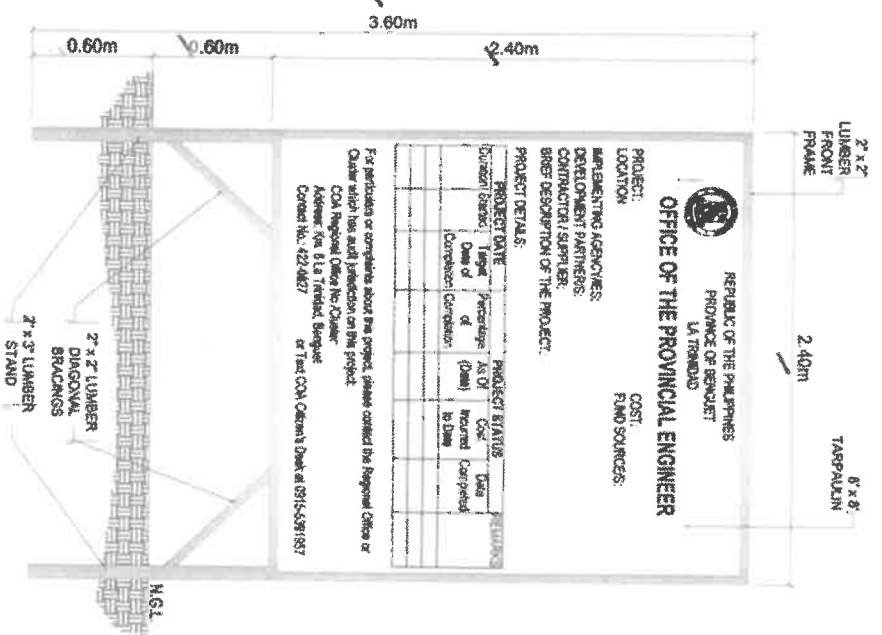 3.60m
0.60m
0.60m
2.40m
2" x 2"
LUMBER
FRONT
FRAME
2.40m
8' x 8'
TARPAULIN
REPUBLIC OF THE PHILIPPINES
PROVINCE OF BENGUET
LA TRINIDAD
OFFICE OF THE PROVINCIAL ENGINEER
PROJECT: COST:
LOCATION FUND SOURCE/S:
IMPLEMENTING AGENCY/IES:
DEVELOPMENT PARTNER/S:
CONTRACTOR / SUPPLIER:
BRIEF DESCRIPTION OF THE PROJECT:
PROJECT DETAILS:
PROJECT DATE PROJECT STATUS REMARKS
Duration Started Target Percentage As Of Cost Date
Date of of (Date) Incurred Completed
Completion Completion to Date
For particulars or complaints about this project, please contact the Regional Office or
Cluster which has audit jurisdiction on this project:
COA Regional Office No./Cluster:
Address: Km. 6 La Trinidad, Benguet
Contact No.: 422- or Text COA Citizen's Desk at 0915-5391957
N.G.L
2" x 2" LUMBER
DIAGONAL
BRACINGS
2" x 3" LUMBER
STAND